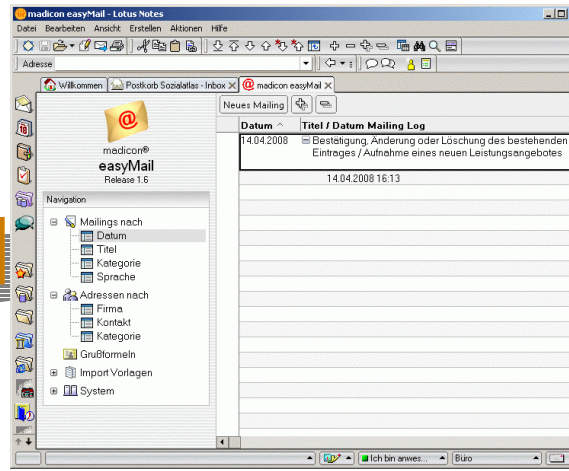 madicon easyMail - Lotus Notes
Datei Bearbeiten Ansicht Erstellen Aktionen Hilfe
Adresse
Willkommen Postkorb Sozialatlas - Inbox madicon easyMail
Neues Mailing
Datum Titel / Datum Mailing Log
14.04.2008 Bestätigung, Änderung oder Löschung des bestehenden
Eintrages / Aufnahme eines neuen Leistungsangebotes
14.04.2008 16:13
madicon®
easyMail
Release 1.6
Navigation
Mailings nach
Datum
Titel
Kategorie
Sprache
Adressen nach
Firma
Kontakt
Kategorie
Grußformeln
Import Vorlagen
System
Ich bin anwes... Büro